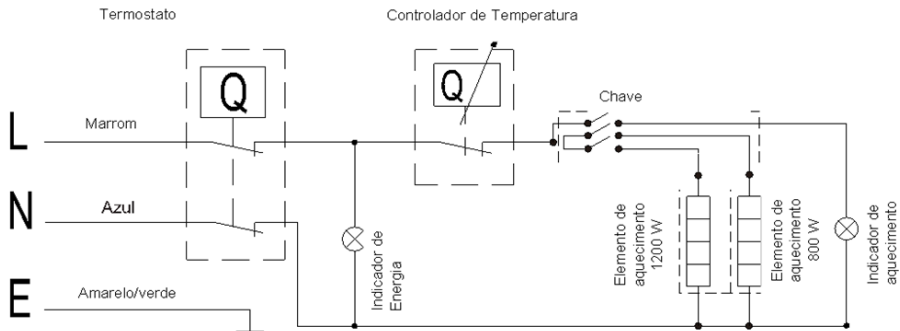 Termostato
Controlador de Temperatura
Q
Q
Chave
L
Marrom
N
Azul
E
Amarelo/verde
Indicador de
Energia
Elemento de
aquecimento
1200 W
Elemento de
aquecimento
800 W
Indicador de
aquecimento